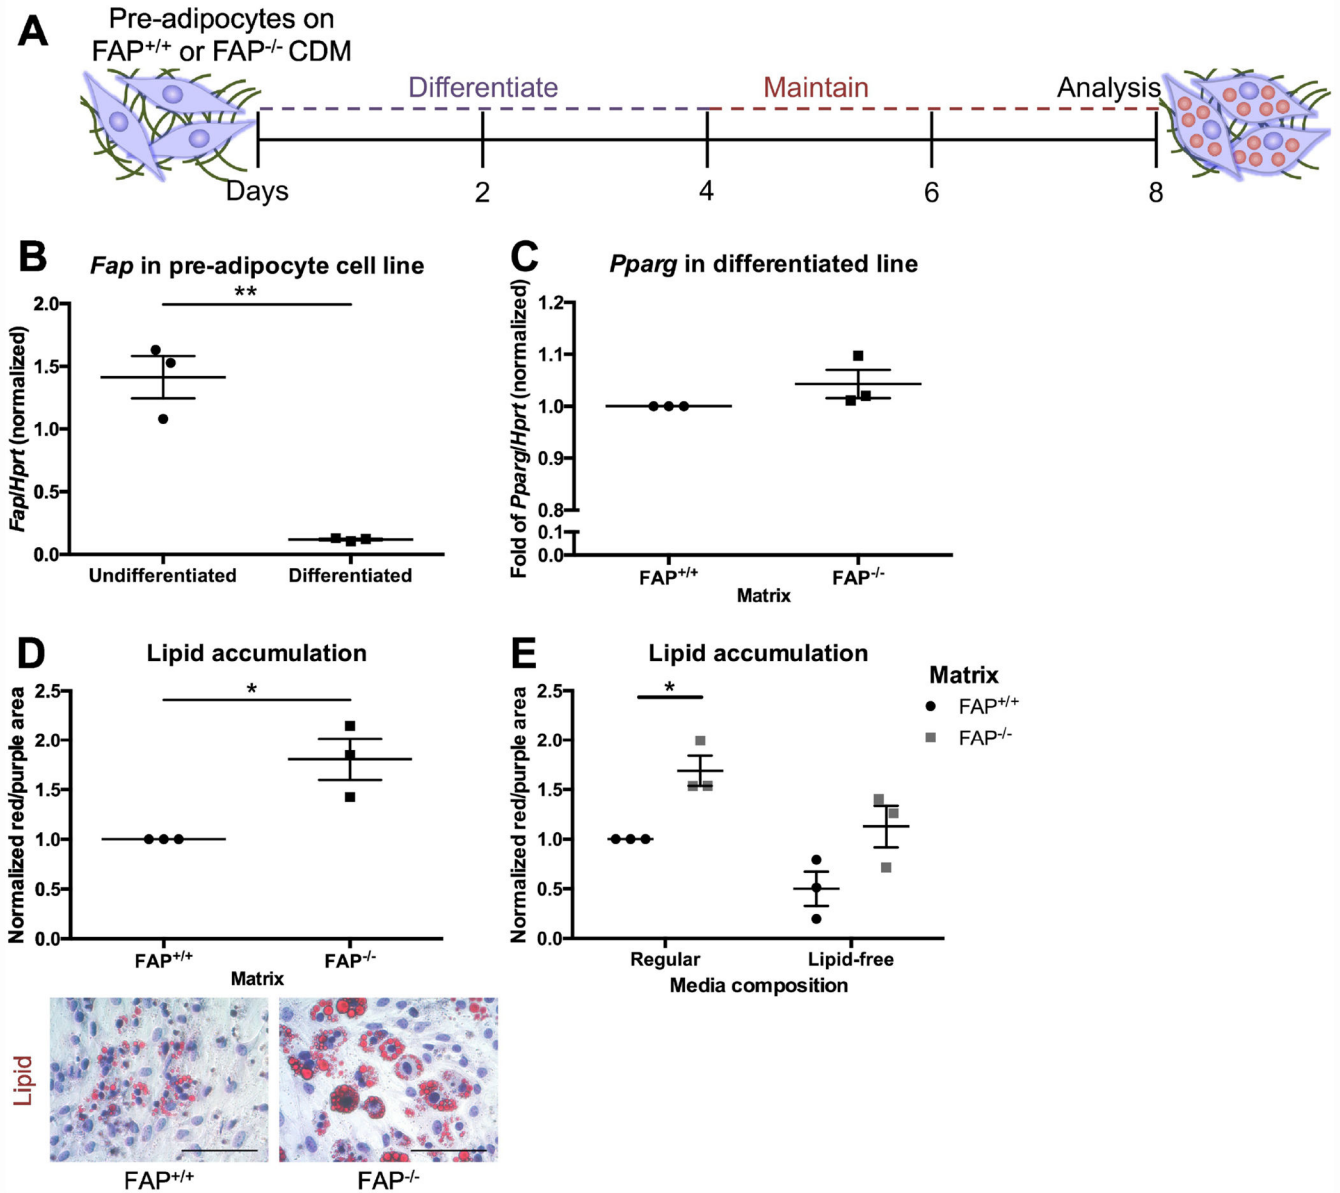 A
Pre-adipocytes on
FAP+/+ or FAP-/- CDM
Differentiate
Maintain
Analysis
Days
2
4
6
8
B
Fap in pre-adipocyte cell line
**
Fap/Hprt (normalized)
2.0
1.5
1.0
0.5
0.0
Undifferentiated
Differentiated
C
Pparg in differentiated line
Fold of Pparg/Hprt (normalized)
1.2
1.1
1.0
0.9
0.8
0.1
0.0
FAP+/+
FAP-/-
Matrix
D
Lipid accumulation
*
Normalized red/purple area
2.5
2.0
1.5
1.0
0.5
0.0
FAP+/+
FAP-/-
Matrix
Lipid
FAP+/+
FAP-/-
E
Lipid accumulation
*
Normalized red/purple area
2.5
2.0
1.5
1.0
0.5
0.0
Regular
Lipid-free
Media composition
Matrix
FAP+/+
FAP-/-